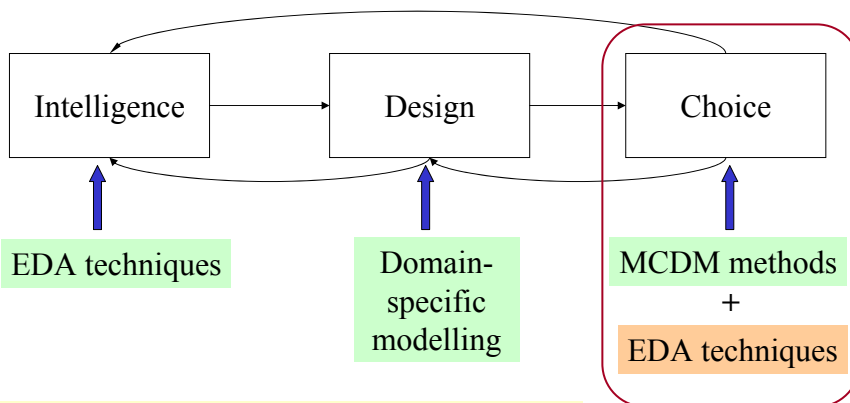 Intelligence
Design
Choice
EDA techniques
Domain-
specific
modelling
MCDM methods
+
EDA techniques